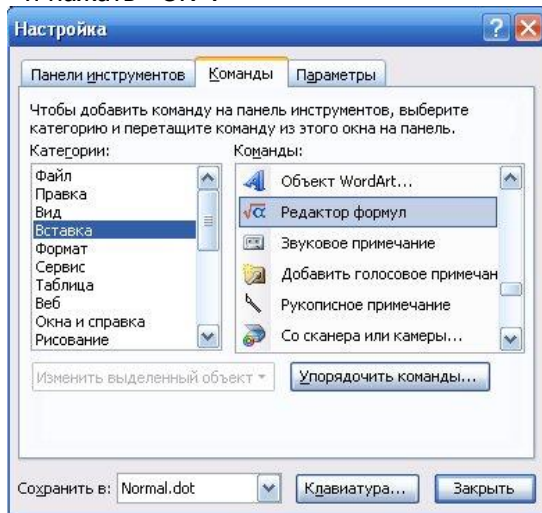 Настройка
Панели инструментов Команды Параметры
Чтобы добавить команду на панель инструментов, выберите
категорию и перетащите команду из этого окна на панель.
Категории: Команды:
Файл
Правка
Вид
Вставка
Формат
Сервис
Таблица
Веб
Окна и справка
Рисование
Объект WordArt...
Редактор формул
Звуковое примечание
Добавить голосовое примечан
Рукописное примечание
Со сканера или камеры...
Изменить выделенный объект Упорядочить команды...
Сохранить в: Normal.dot Клавиатура... Закрыть